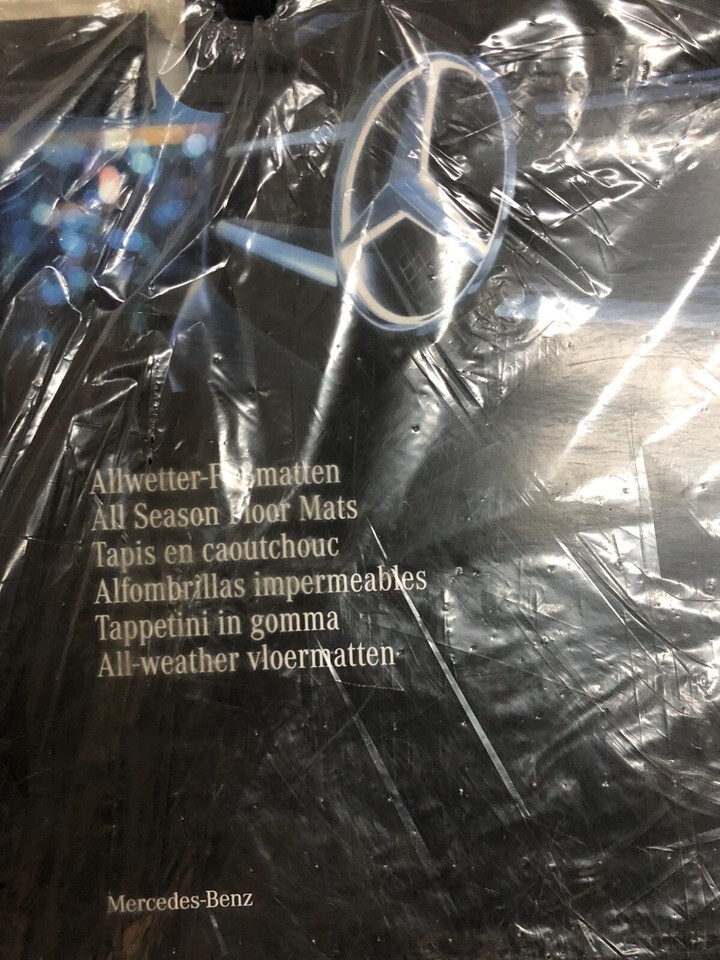 Allwetter-Fußmatten
All Season Floor Mats
Tapis en caoutchouc
Alfombrillas impermeables
Tappetini in gomma
All-weather vloermatten
Mercedes-Benz